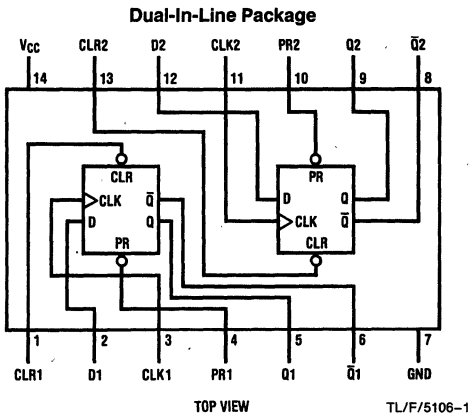 Dual-In-Line Package
VCC CLR2 D2 CLK2 PR2 Q2 Q̅2
14 13 12 11 10 9 8
CLR PR
CLK Q̅ D Q
D Q CLK Q̅
PR CLR
1 2 3 4 5 6 7
CLR1 D1 CLK1 PR1 Q1 Q̅1 GND
TOP VIEW TL/F/5106–1